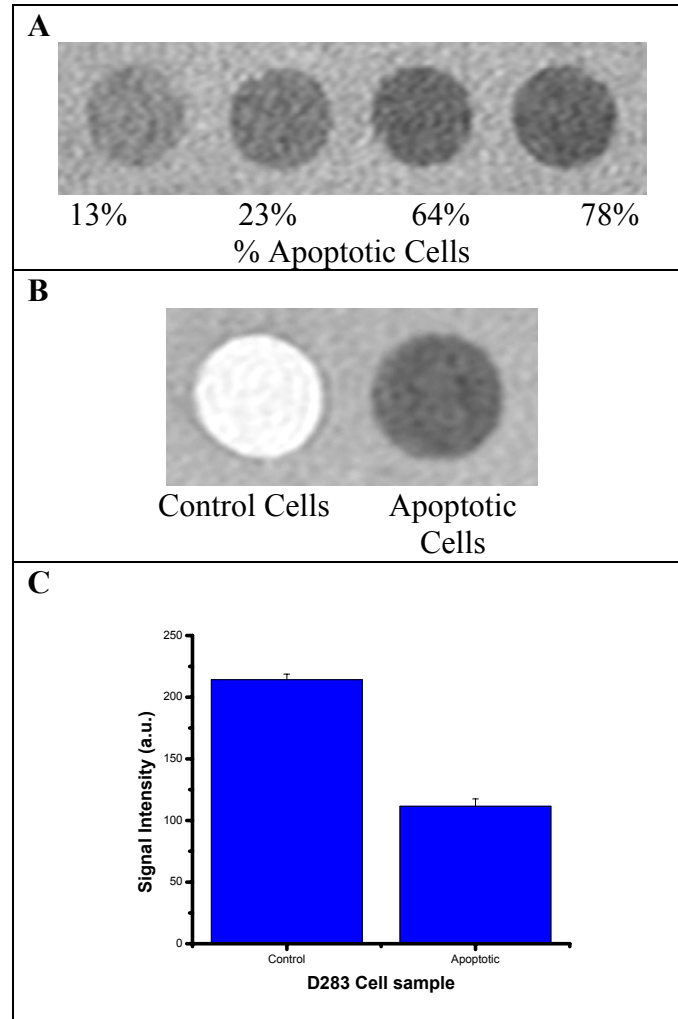 A
13% 23% 64% 78%
% Apoptotic Cells
B
Control Cells Apoptotic
Cells
C
250
200
150
100
50
0
Signal Intensity (a.u.)
Control Apoptotic
D283 Cell sample